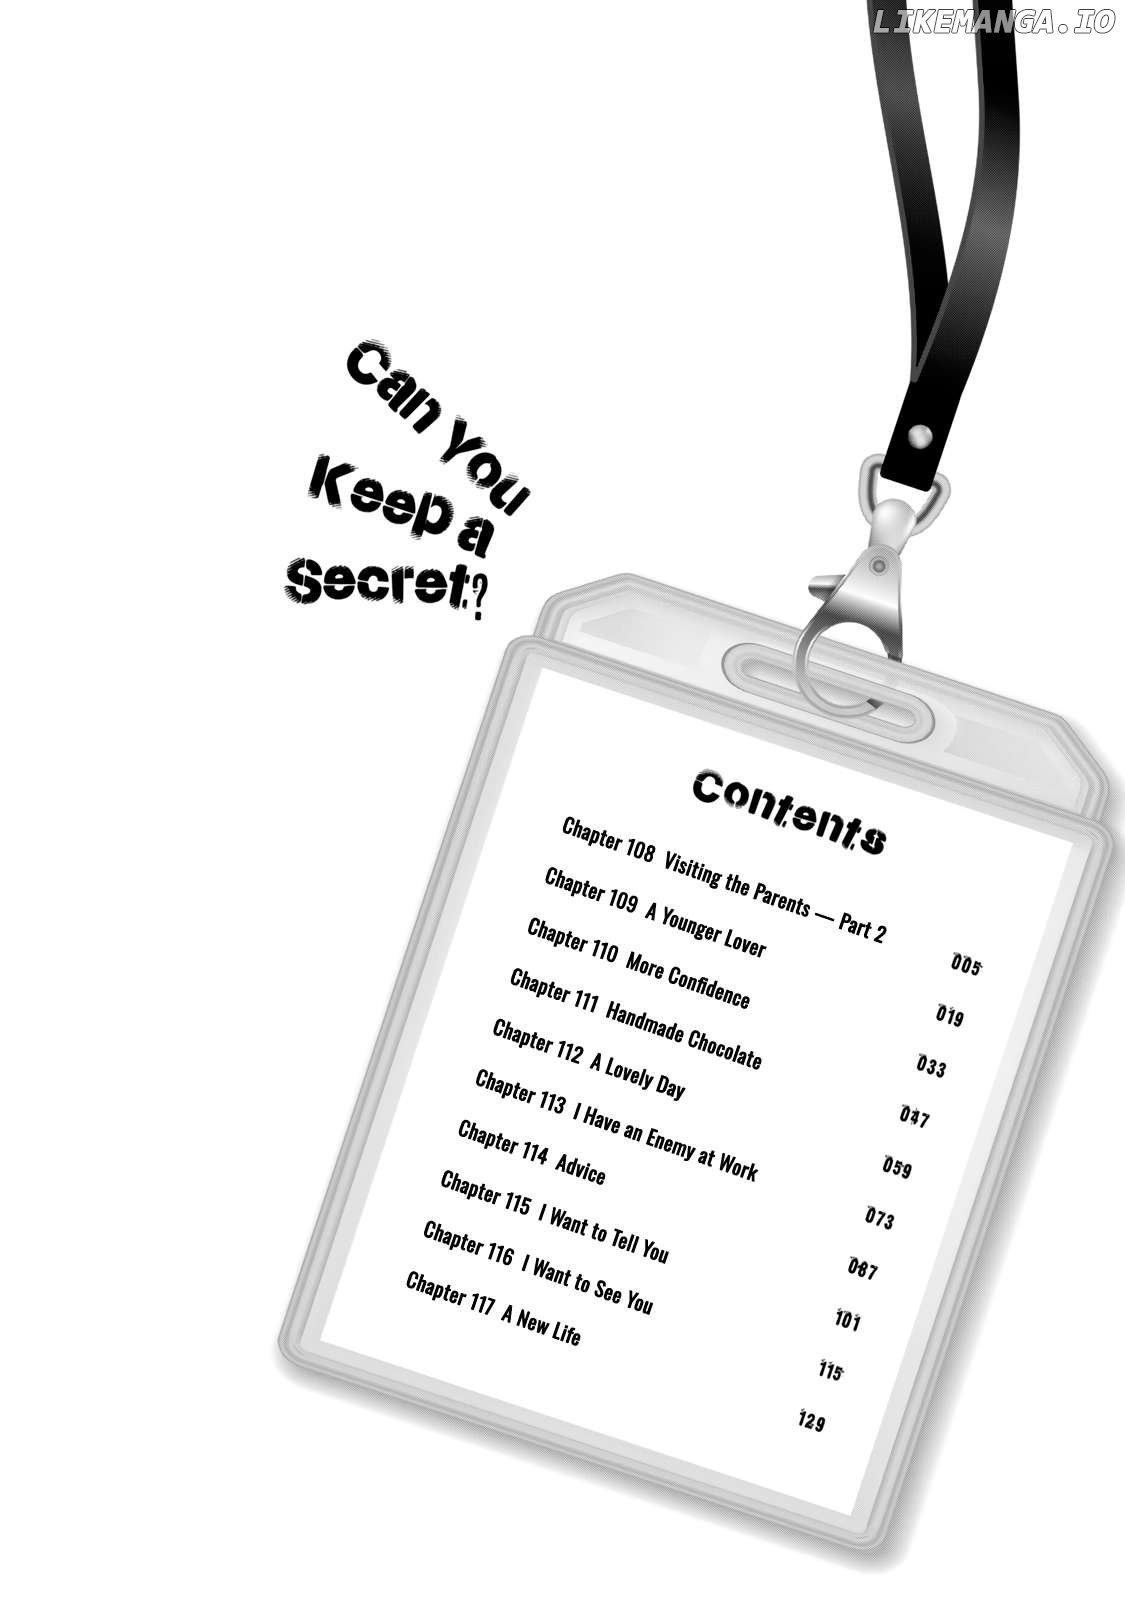 LIKEMANGA.IO
Can You
Keep a
Secret?
Contents
Chapter 108 Visiting the Parents — Part 2 005
Chapter 109 A Younger Lover 019
Chapter 110 More Confidence 033
Chapter 111 Handmade Chocolate 047
Chapter 112 A Lovely Day 059
Chapter 113 I Have an Enemy at Work 073
Chapter 114 Advice 087
Chapter 115 I Want to Tell You 101
Chapter 116 I Want to See You 115
Chapter 117 A New Life 129